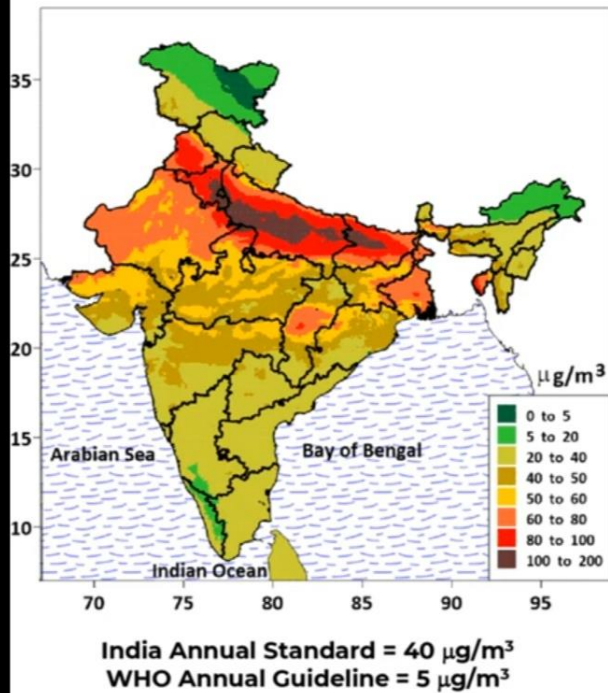 35
30
25
20
15
10
μg/m³
0 to 5
5 to 20
20 to 40
40 to 50
50 to 60
60 to 80
80 to 100
100 to 200
Arabian Sea
Bay of Bengal
Indian Ocean
70 75 80 85 90 95
India Annual Standard = 40 μg/m³
WHO Annual Guideline = 5 μg/m³